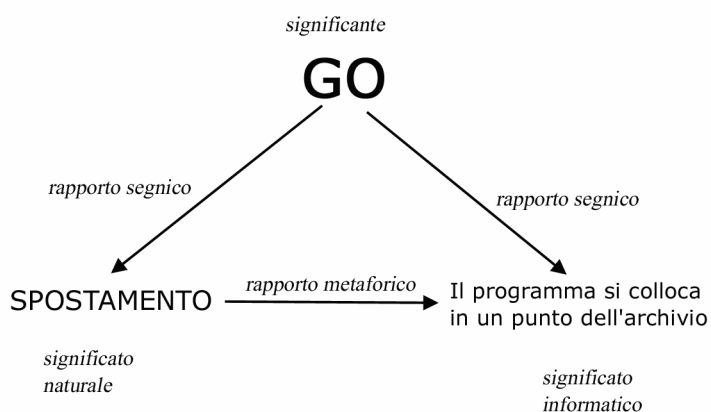 significante
GO
rapporto segnico
rapporto segnico
SPOSTAMENTO
rapporto metaforico
Il programma si colloca
in un punto dell'archivio
significato
naturale
significato
informatico